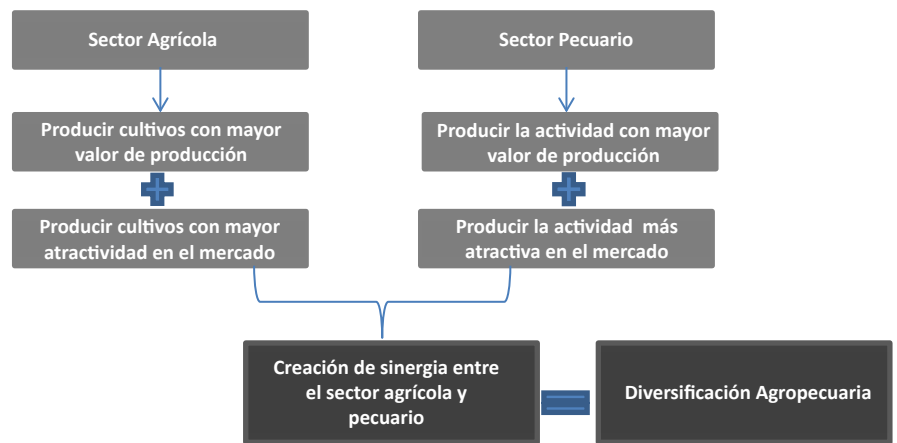 Sector Agrícola
Sector Pecuario
Producir cultivos con mayor
valor de producción
Producir la actividad con mayor
valor de producción
Producir cultivos con mayor
atractividad en el mercado
Producir la actividad más
atractiva en el mercado
Creación de sinergia entre
el sector agrícola y
pecuario
Diversificación Agropecuaria